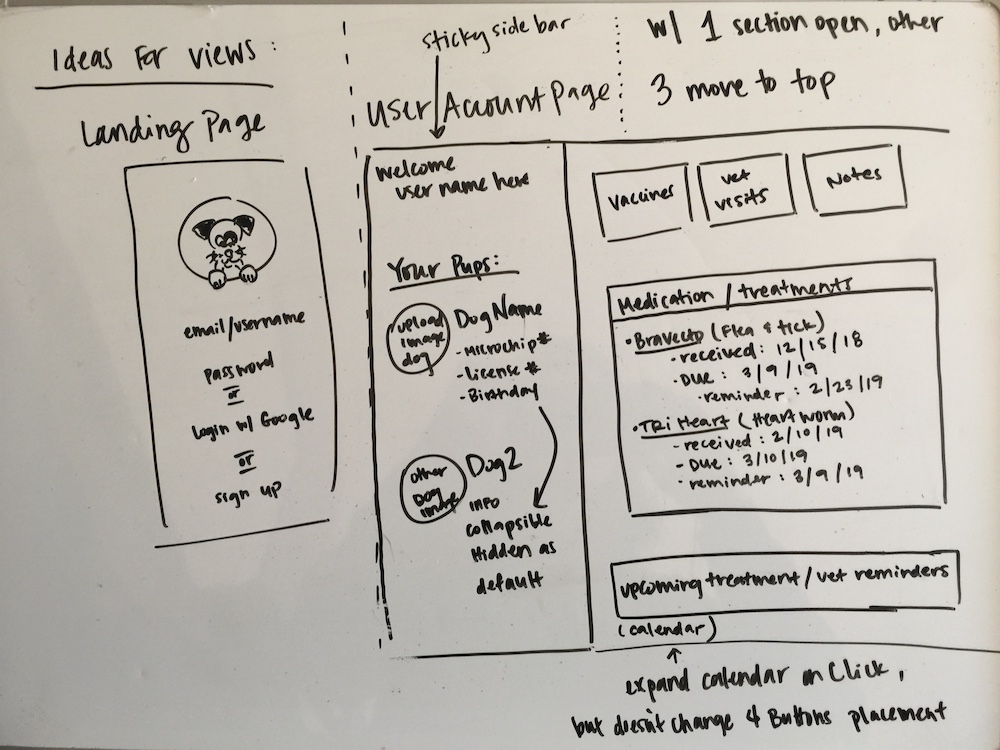 Ideas for views:
Landing Page
email/username
password
or
Login w/ Google
or
sign up
sticky side bar
User Account Page:
w/ 1 section open, other
3 move to top
welcome
user name here
Your Pups:
upload
image
dog
Dog Name
- Microchip#
- License #
- Birthday
other
Dog
image
Dog2
INFO
collapsible
Hidden as
default
Vaccines
vet
visits
Notes
Medication / treatments
• Bravecto (Flea & tick)
- received: 12/15/18
- Due: 3/9/19
- reminder: 2/23/19
• TRi Heart (Heart worm)
- received: 2/10/19
- Due: 3/10/19
- reminder: 3/9/19
upcoming treatment/vet reminders
(calendar)
expand calendar on Click,
but doesn't change 4 Buttons placement